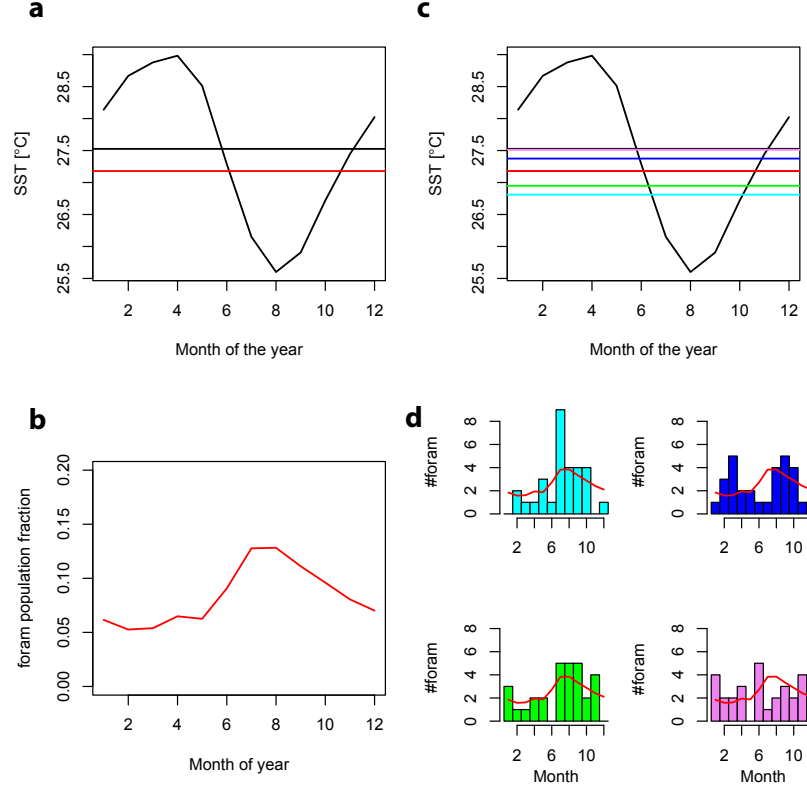 a
SST [°C]
25.5 26.5 27.5 28.5
2 4 6 8 10 12
Month of the year
c
SST [°C]
25.5 26.5 27.5 28.5
2 4 6 8 10 12
Month of the year
b
foram population fraction
0.00 0.05 0.10 0.15 0.20
2 4 6 8 10 12
Month of year
d
#foram
0 2 4 6 8
2 6 10
#foram
0 2 4 6 8
2 6 10
#foram
0 2 4 6 8
2 6 10
Month
#foram
0 2 4 6 8
2 6 10
Month